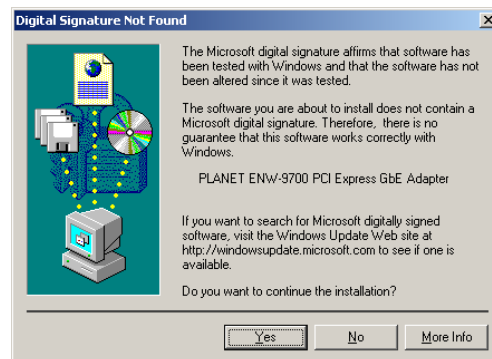 Digital Signature Not Found
The Microsoft digital signature affirms that software has
been tested with Windows and that the software has not
been altered since it was tested.
The software you are about to install does not contain a
Microsoft digital signature. Therefore, there is no
guarantee that this software works correctly with
Windows.
PLANET ENW-9700 PCI Express GbE Adapter
If you want to search for Microsoft digitally signed
software, visit the Windows Update Web site at
http://windowsupdate.microsoft.com to see if one is
available.
Do you want to continue the installation?
Yes No More Info